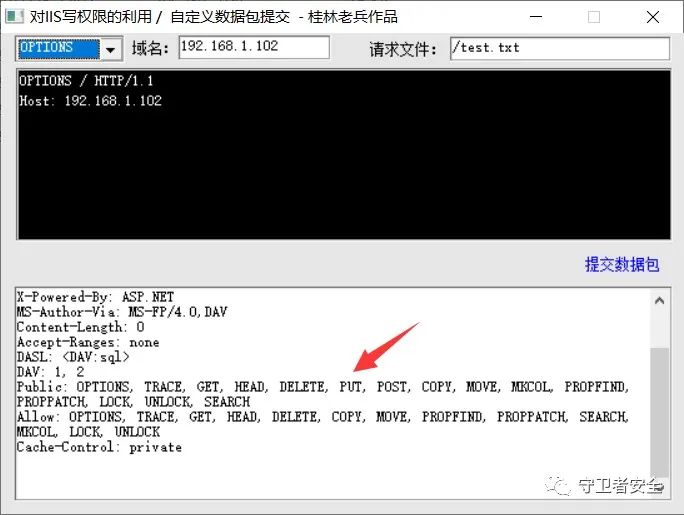 对IIS写权限的利用 / 自定义数据包提交 - 桂林老兵作品
OPTIONS 域名: 192.168.1.102 请求文件: /test.txt
OPTIONS / HTTP/1.1
Host: 192.168.1.102
提交数据包
X-Powered-By: ASP.NET
MS-Author-Via: MS-FP/4.0,DAV
Content-Length: 0
Accept-Ranges: none
DASL: <DAV:sql>
DAV: 1, 2
Public: OPTIONS, TRACE, GET, HEAD, DELETE, PUT, POST, COPY, MOVE, MKCOL, PROPFIND,
PROPPATCH, LOCK, UNLOCK, SEARCH
Allow: OPTIONS, TRACE, GET, HEAD, DELETE, COPY, MOVE, PROPFIND, PROPPATCH, SEARCH,
MKCOL, LOCK, UNLOCK
Cache-Control: private
守卫者安全